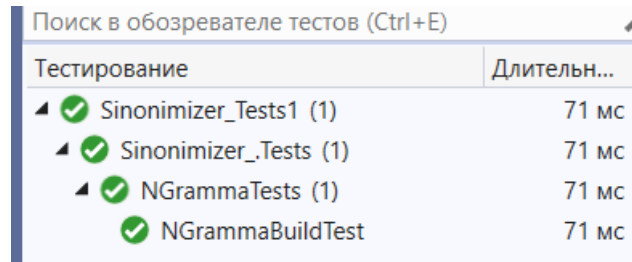 Поиск в обозревателе тестов (Ctrl+E)
Тестирование Длительн...
Sinonimizer_Tests1 (1) 71 мс
Sinonimizer_.Tests (1) 71 мс
NGrammaTests (1) 71 мс
NGrammaBuildTest 71 мс